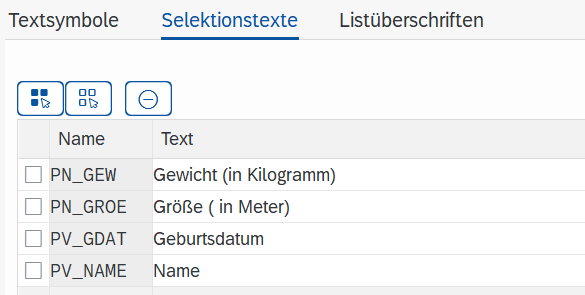 Textsymbole Selektionstexte Listüberschriften
Name Text
PN_GEW Gewicht (in Kilogramm)
PN_GROE Größe ( in Meter)
PV_GDAT Geburtsdatum
PV_NAME Name